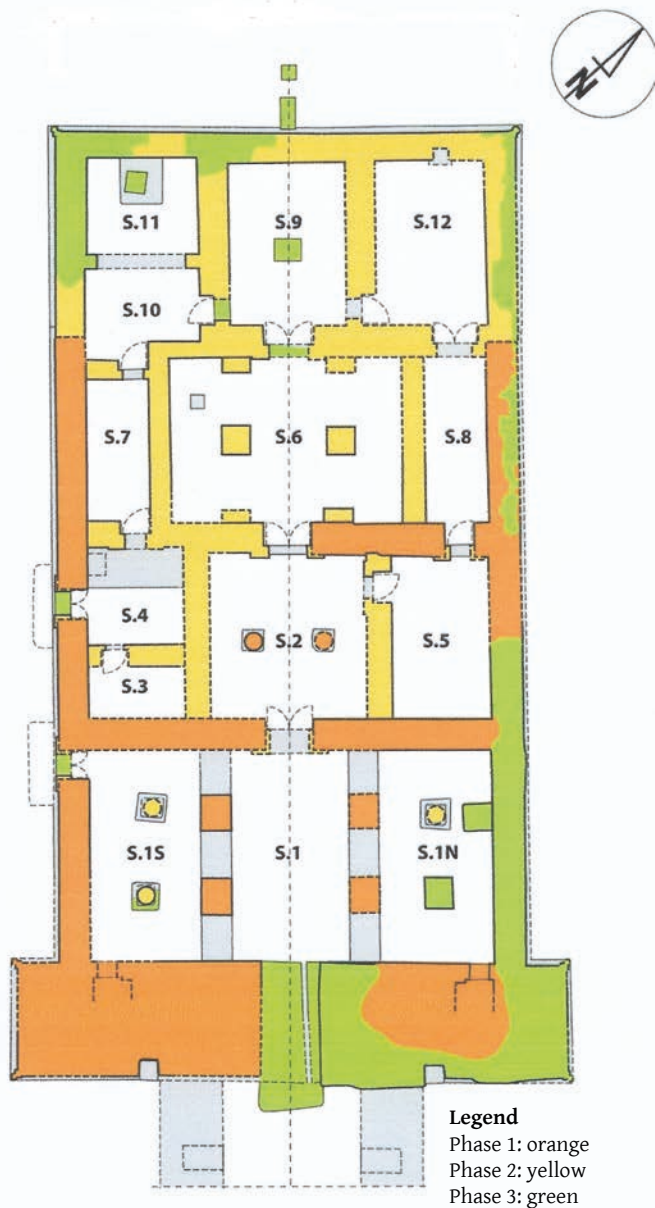 N
S.11
S.9
S.12
S.10
S.7
S.6
S.8
S.4
S.2
S.5
S.3
S.1S
S.1
S.1N
Legend
Phase 1: orange
Phase 2: yellow
Phase 3: green